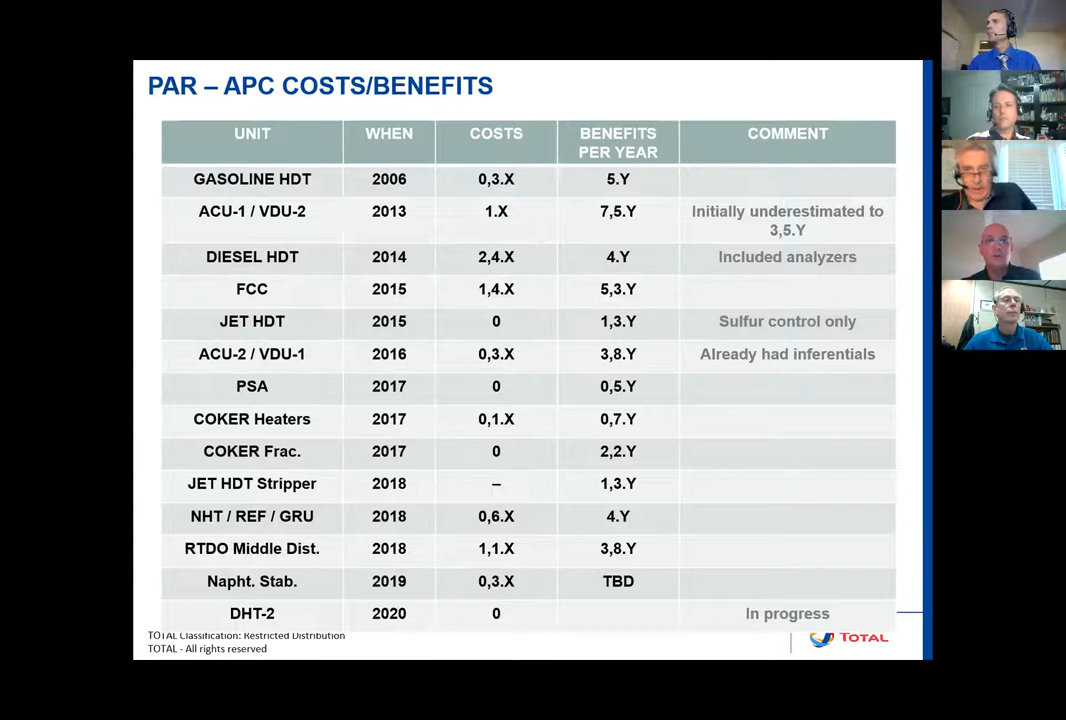 PAR – APC COSTS/BENEFITS
UNIT WHEN COSTS BENEFITS PER YEAR COMMENT
GASOLINE HDT 2006 0,3.X 5.Y
ACU-1 / VDU-2 2013 1.X 7,5.Y Initially underestimated to 3,5.Y
DIESEL HDT 2014 2,4.X 4.Y Included analyzers
FCC 2015 1,4.X 5,3.Y
JET HDT 2015 0 1,3.Y Sulfur control only
ACU-2 / VDU-1 2016 0,3.X 3,8.Y Already had inferentials
PSA 2017 0 0,5.Y
COKER Heaters 2017 0,1.X 0,7.Y
COKER Frac. 2017 0 2,2.Y
JET HDT Stripper 2018 – 1,3.Y
NHT / REF / GRU 2018 0,6.X 4.Y
RTDO Middle Dist. 2018 1,1.X 3,8.Y
Napht. Stab. 2019 0,3.X TBD
DHT-2 2020 0 In progress
TOTAL Classification: Restricted Distribution
TOTAL - All rights reserved
TOTAL